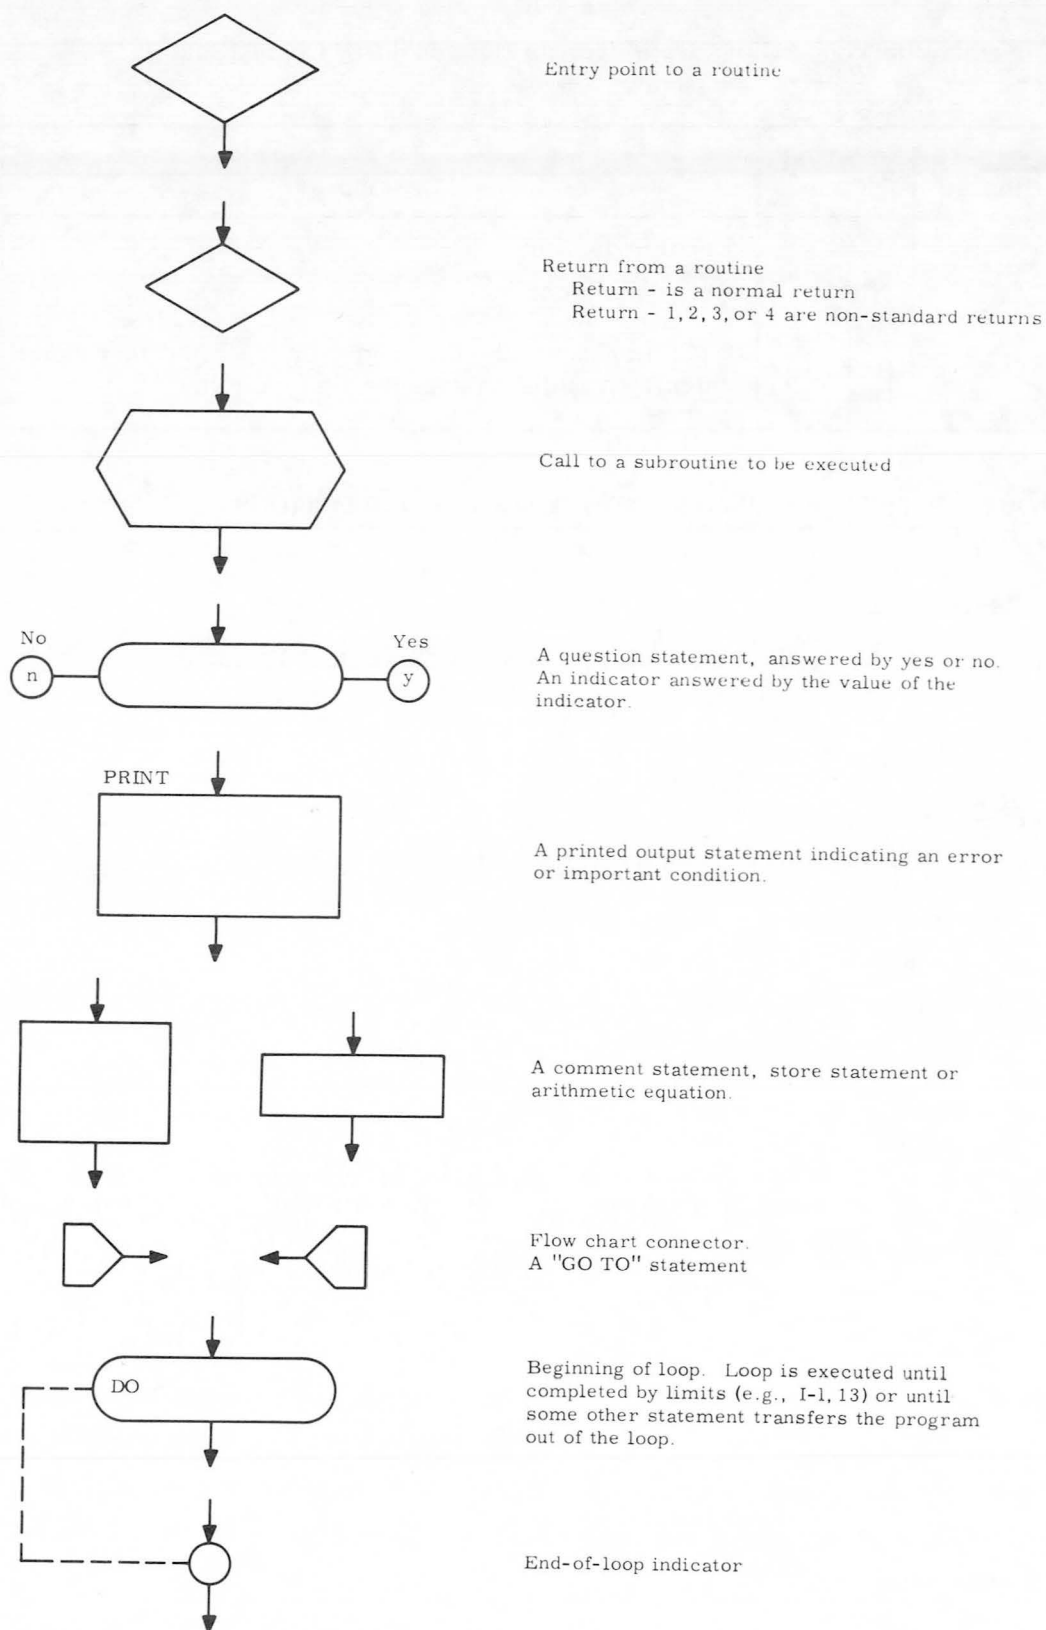 Entry point to a routine
Return from a routine
Return - is a normal return
Return - 1, 2, 3, or 4 are non-standard returns
Call to a subroutine to be executed
No
Yes
n
y
A question statement, answered by yes or no.
An indicator answered by the value of the
indicator.
PRINT
A printed output statement indicating an error
or important condition.
A comment statement, store statement or
arithmetic equation.
Flow chart connector.
A "GO TO" statement
DO
Beginning of loop. Loop is executed until
completed by limits (e.g., I-1, 13) or until
some other statement transfers the program
out of the loop.
End-of-loop indicator